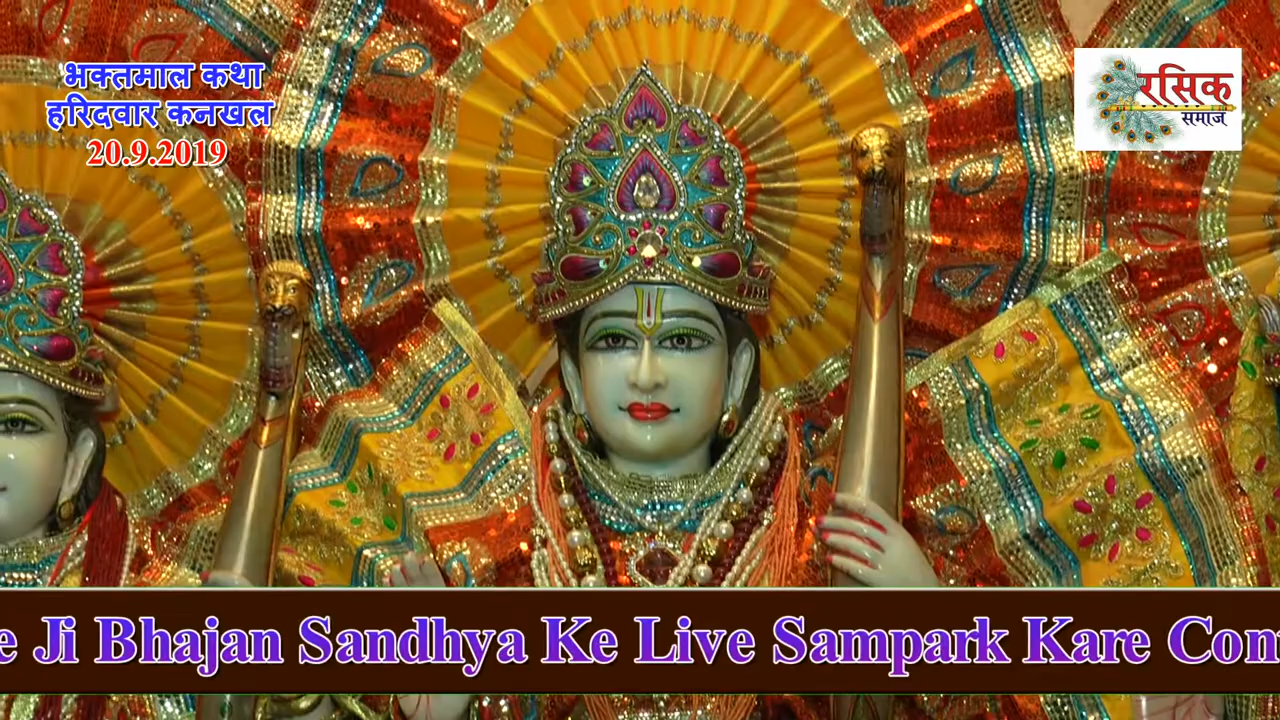 भक्तमाल कथा
हरिदवार कनखल
20.9.2019
रसिक
समाज
e Ji Bhajan Sandhya Ke Live Sampark Kare Con